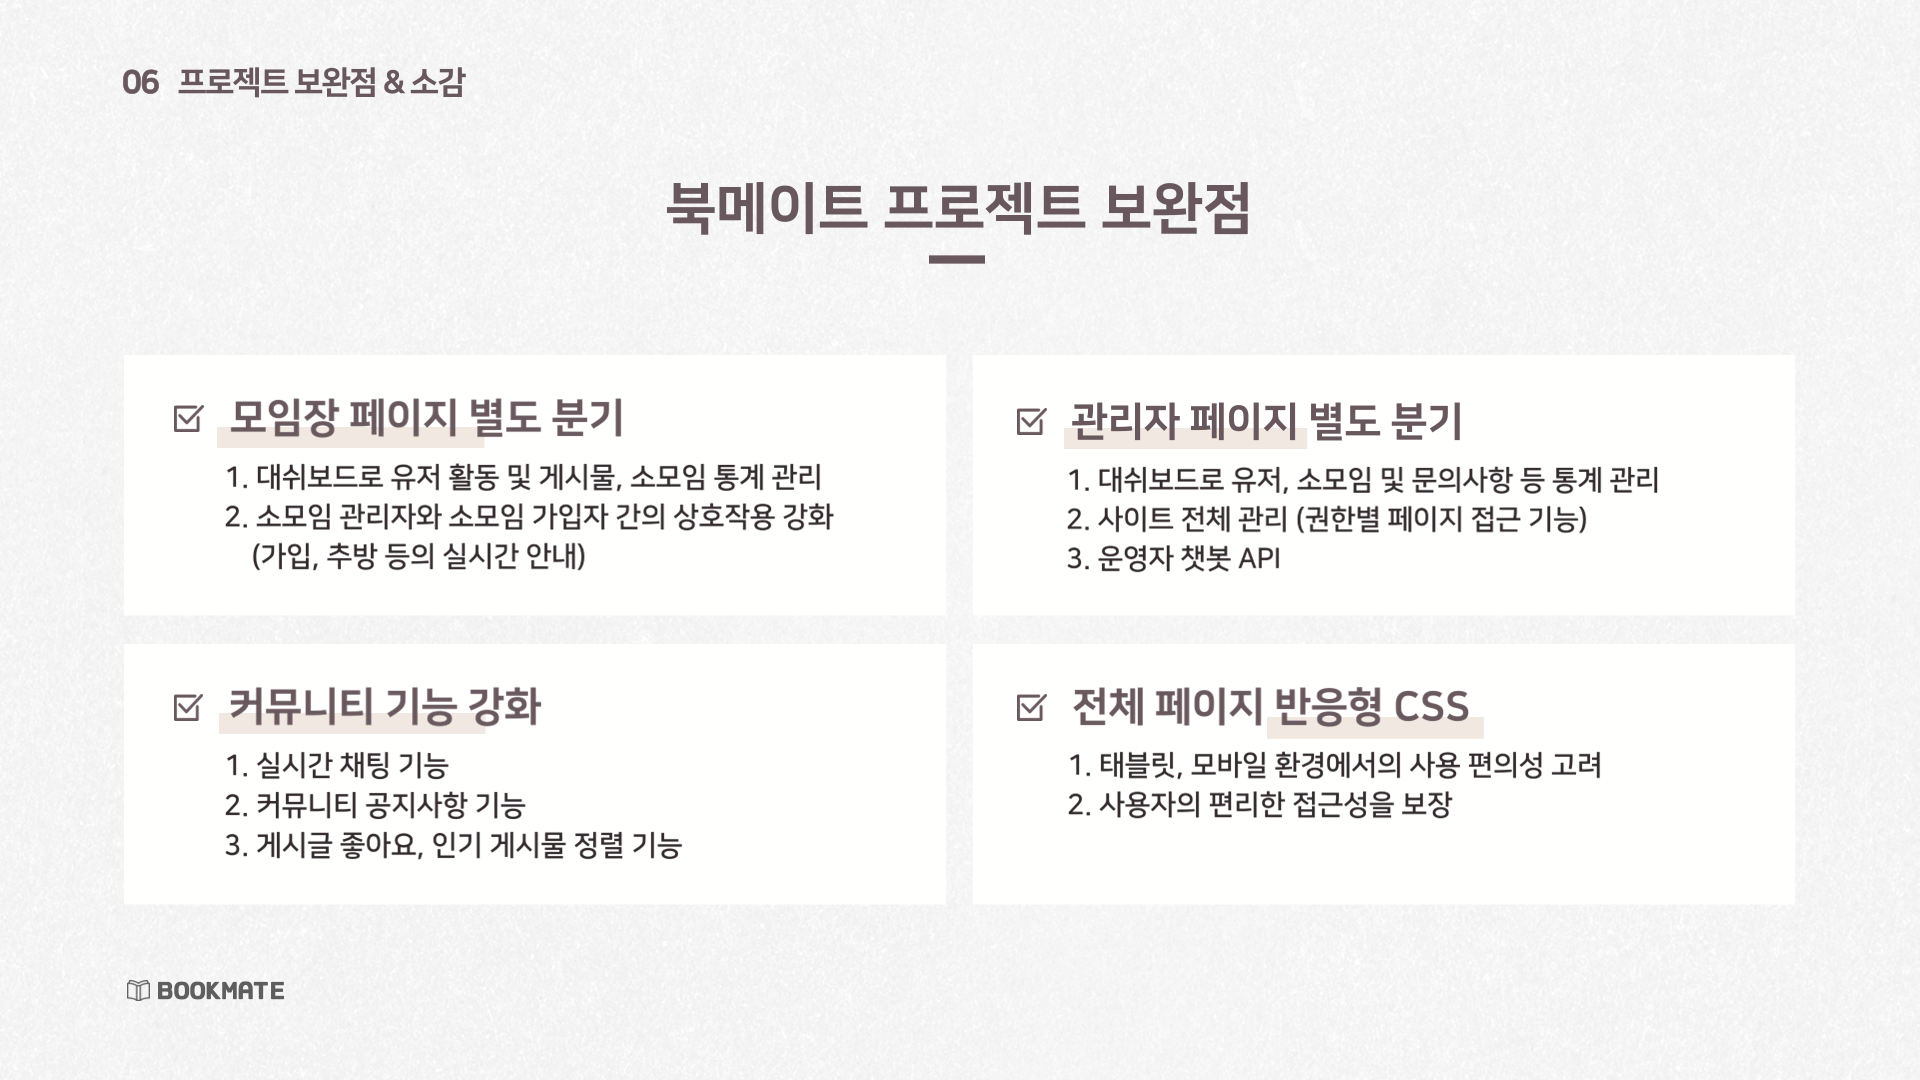 06 프로젝트 보완점 & 소감
북메이트 프로젝트 보완점
모임장 페이지 별도 분기
1. 대쉬보드로 유저 활동 및 게시물, 소모임 통계 관리
2. 소모임 관리자와 소모임 가입자 간의 상호작용 강화
(가입, 추방 등의 실시간 안내)
관리자 페이지 별도 분기
1. 대쉬보드로 유저, 소모임 및 문의사항 등 통계 관리
2. 사이트 전체 관리 (권한별 페이지 접근 기능)
3. 운영자 챗봇 API
커뮤니티 기능 강화
1. 실시간 채팅 기능
2. 커뮤니티 공지사항 기능
3. 게시글 좋아요, 인기 게시물 정렬 기능
전체 페이지 반응형 CSS
1. 태블릿, 모바일 환경에서의 사용 편의성 고려
2. 사용자의 편리한 접근성을 보장
BOOKMATE